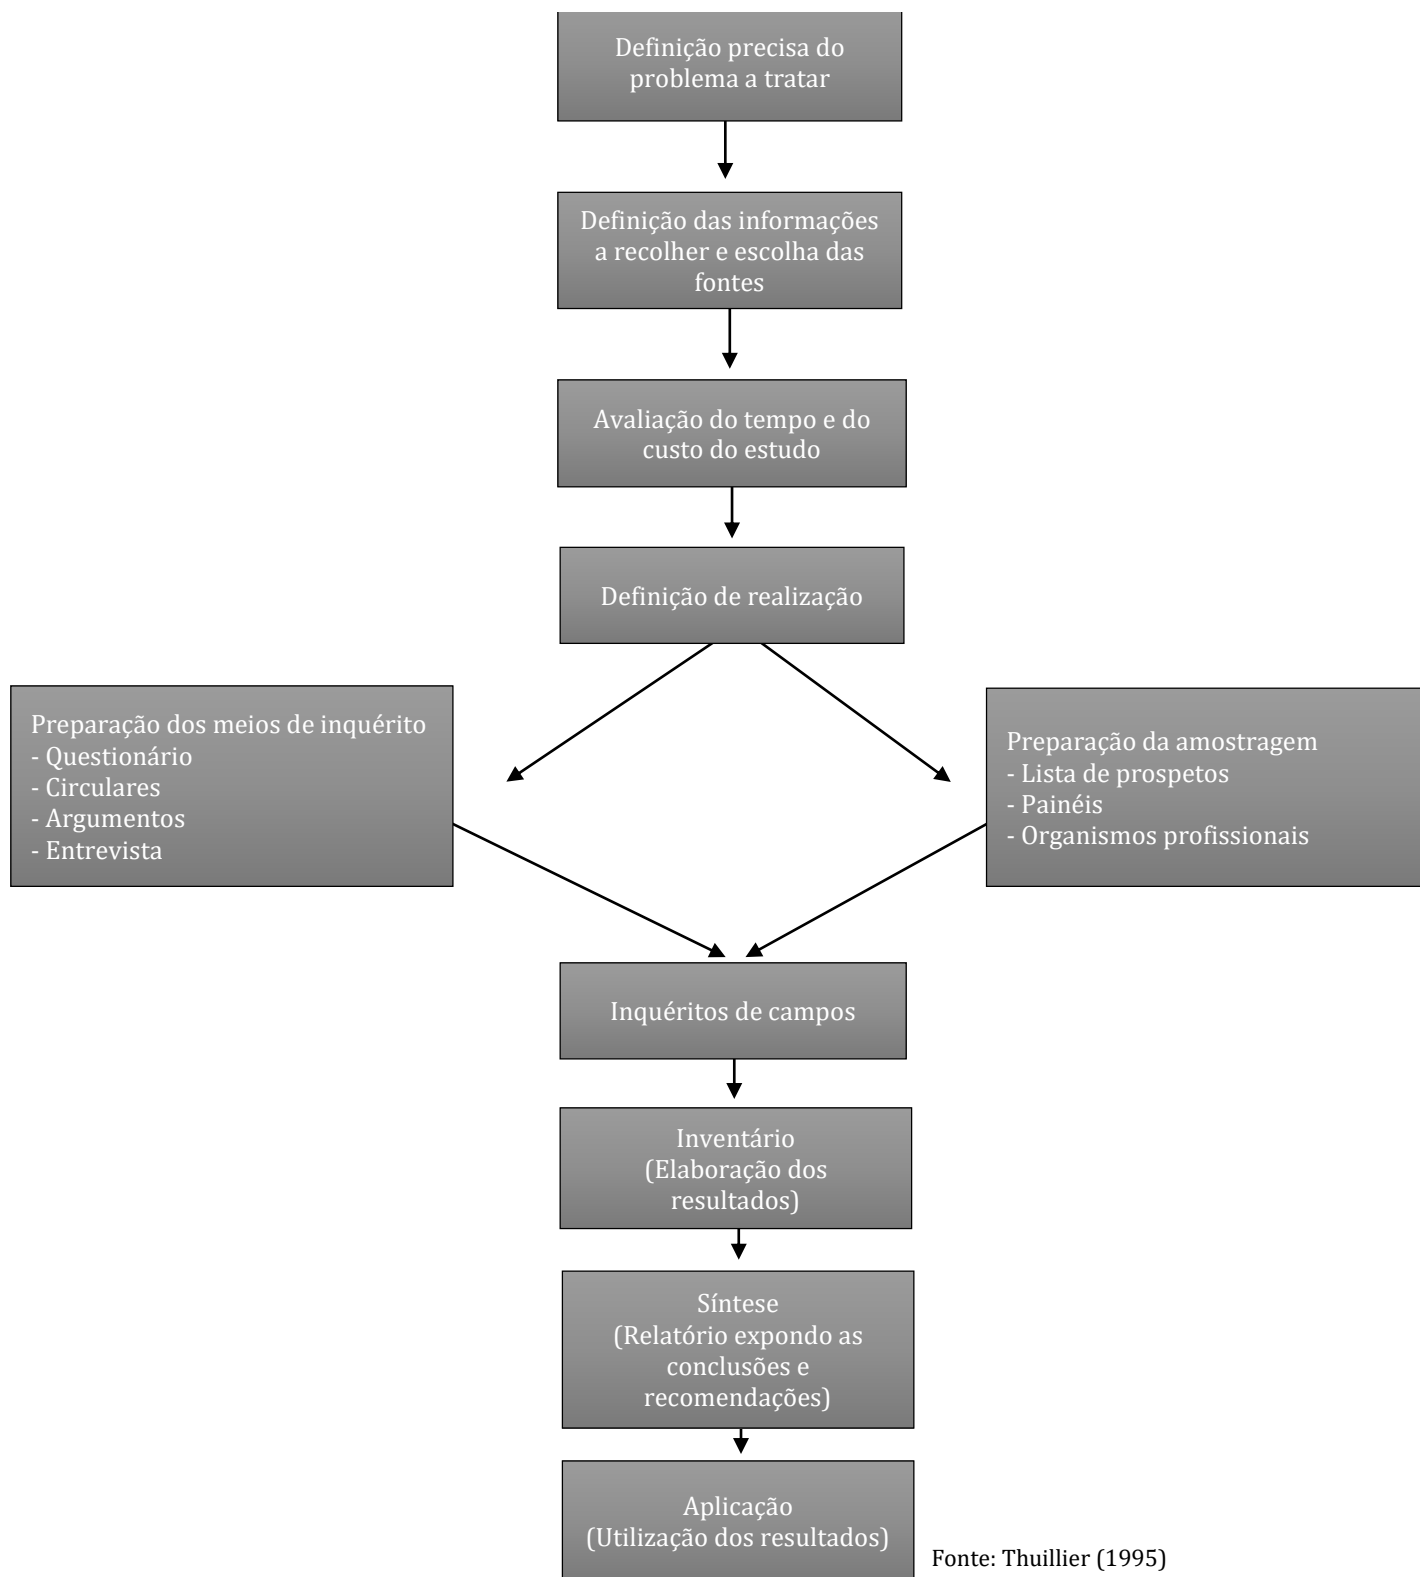 Definição precisa do
problema a tratar
Definição das informações
a recolher e escolha das
fontes
Avaliação do tempo e do
custo do estudo
Definição de realização
Preparação dos meios de inquérito
- Questionário
- Circulares
- Argumentos
- Entrevista
Preparação da amostragem
- Lista de prospetos
- Painéis
- Organismos profissionais
Inquéritos de campos
Inventário
(Elaboração dos
resultados)
Síntese
(Relatório expondo as
conclusões e
recomendações)
Aplicação
(Utilização dos resultados)
Fonte: Thuillier (1995)